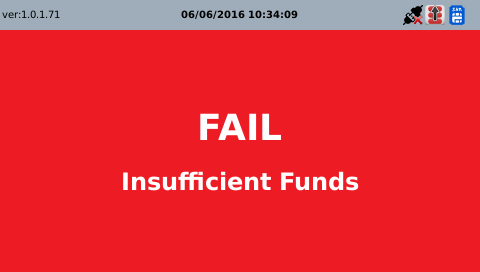 ver:1.0.1.71 06/06/2016 10:34:09
FAIL
Insufficient Funds